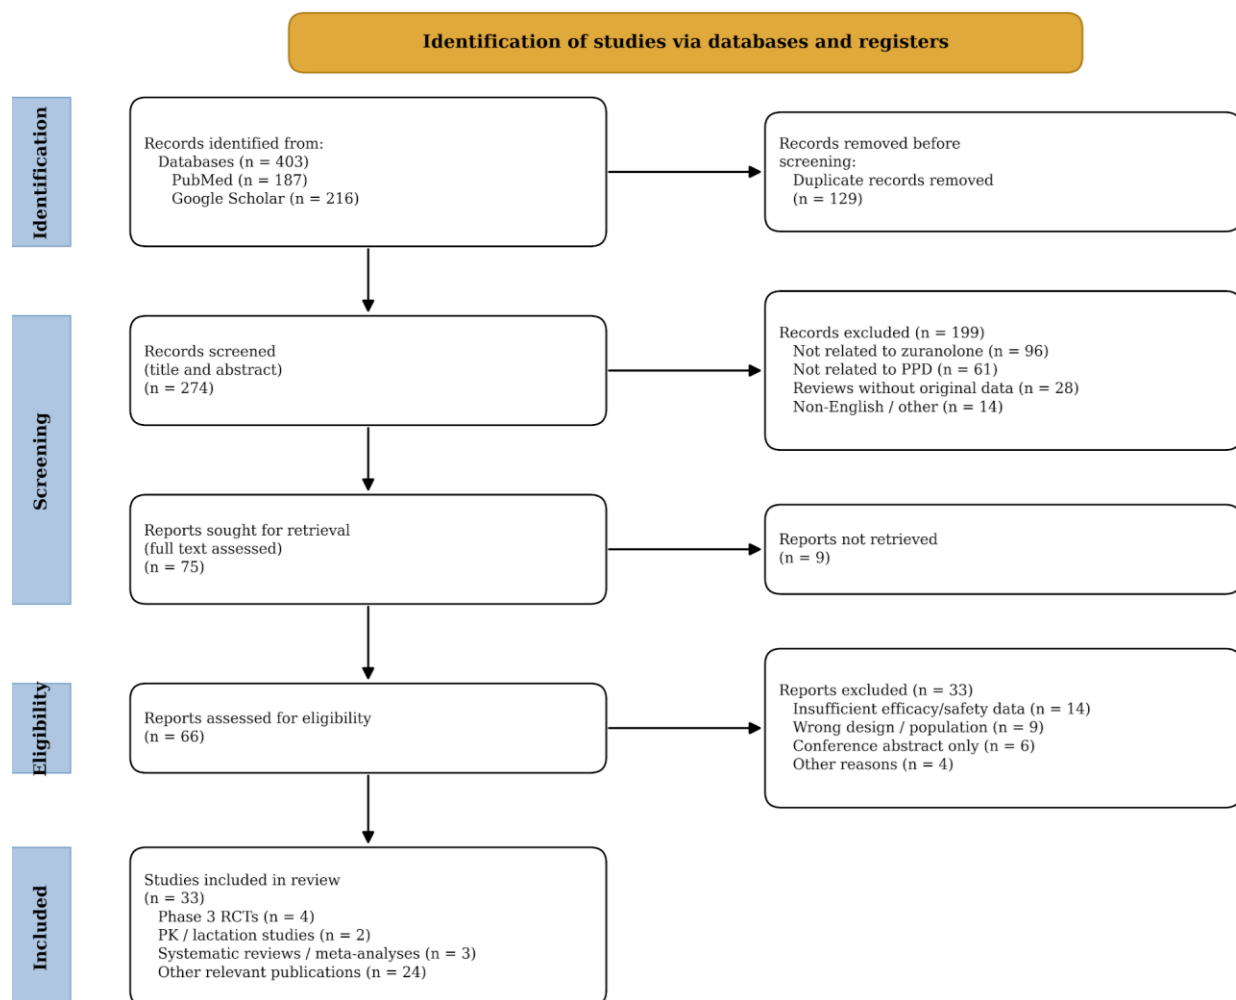 Identification of studies via databases and registers
Identification
Records identified from:
Databases (n = 403)
PubMed (n = 187)
Google Scholar (n = 216)
Records removed before
screening:
Duplicate records removed
(n = 129)
Screening
Records screened
(title and abstract)
(n = 274)
Records excluded (n = 199)
Not related to zuranolone (n = 96)
Not related to PPD (n = 61)
Reviews without original data (n = 28)
Non-English / other (n = 14)
Reports sought for retrieval
(full text assessed)
(n = 75)
Reports not retrieved
(n = 9)
Eligibility
Reports assessed for eligibility
(n = 66)
Reports excluded (n = 33)
Insufficient efficacy/safety data (n = 14)
Wrong design / population (n = 9)
Conference abstract only (n = 6)
Other reasons (n = 4)
Included
Studies included in review
(n = 33)
Phase 3 RCTs (n = 4)
PK / lactation studies (n = 2)
Systematic reviews / meta-analyses (n = 3)
Other relevant publications (n = 24)